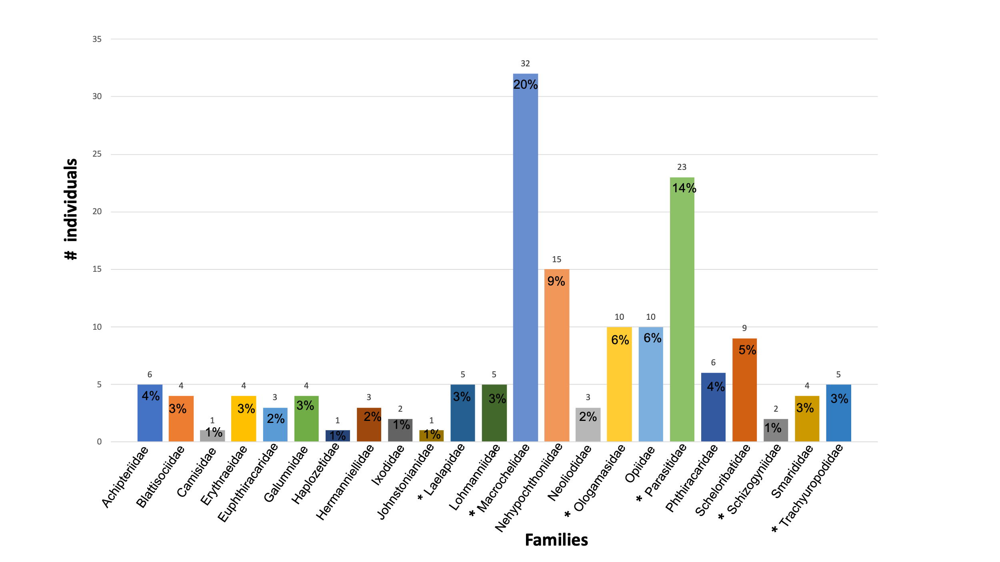 35
30
25
20
15
10
5
0
# individuals
6
4
1
4
3
4
1
3
2
1
5
5
32
15
3
10
10
23
6
9
2
4
5
4%
3%
1%
3%
2%
3%
1%
2%
1%
1%
3%
3%
20%
9%
2%
6%
6%
14%
4%
5%
1%
3%
3%
Achipteriidae
Blattisociidae
Camisidae
Erythraeidae
Euphthiracaridae
Galumnidae
Haplozetidae
Hermanniellidae
Ixodidae
Johnstonianidae
* Laelapidae
Lohmanniidae
* Macrochelidae
Nehypochthoniidae
Neoliodidae
* Ologamasidae
Opiidae
* Parasitidae
Phthiracaridae
Scheloribatidae
* Schizogyniidae
Smarididae
* Trachyuropodidae
Families